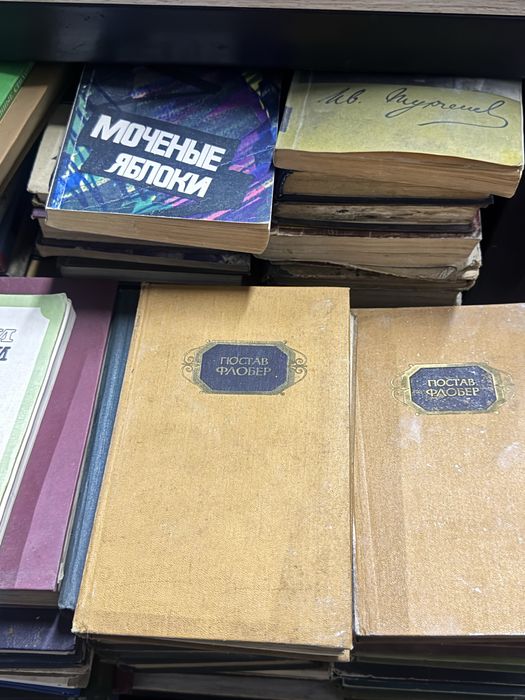 МОЧЕНЫЕ
ЯБЛОКИ
Ив. Тургенев
ГЮСТАВ
ФЛОБЕР
ГЮСТАВ
ФЛОБЕР